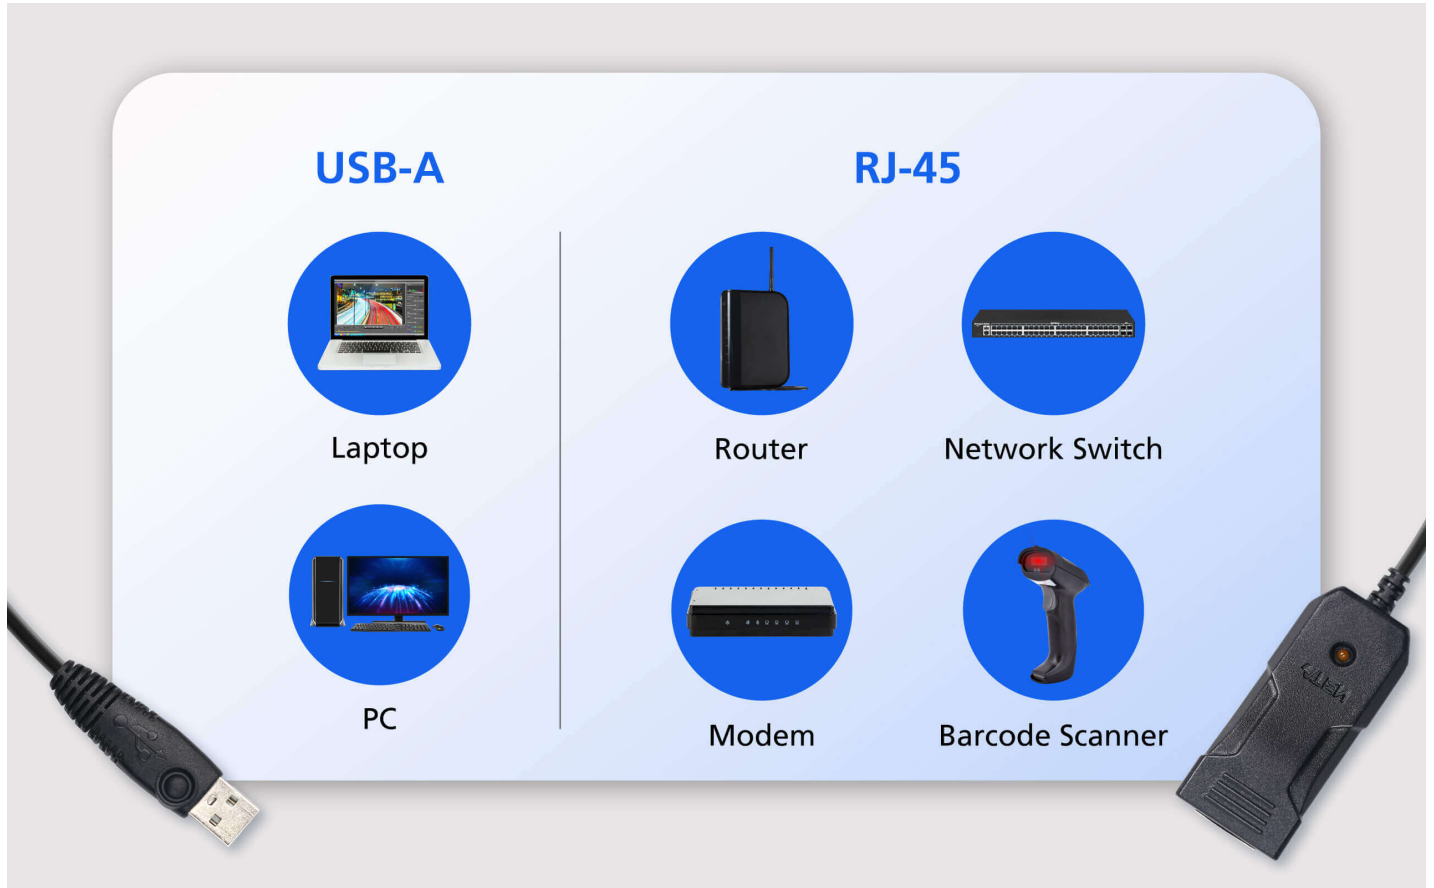 USB-A
RJ-45
Laptop
Router
Network Switch
PC
Modem
Barcode Scanner